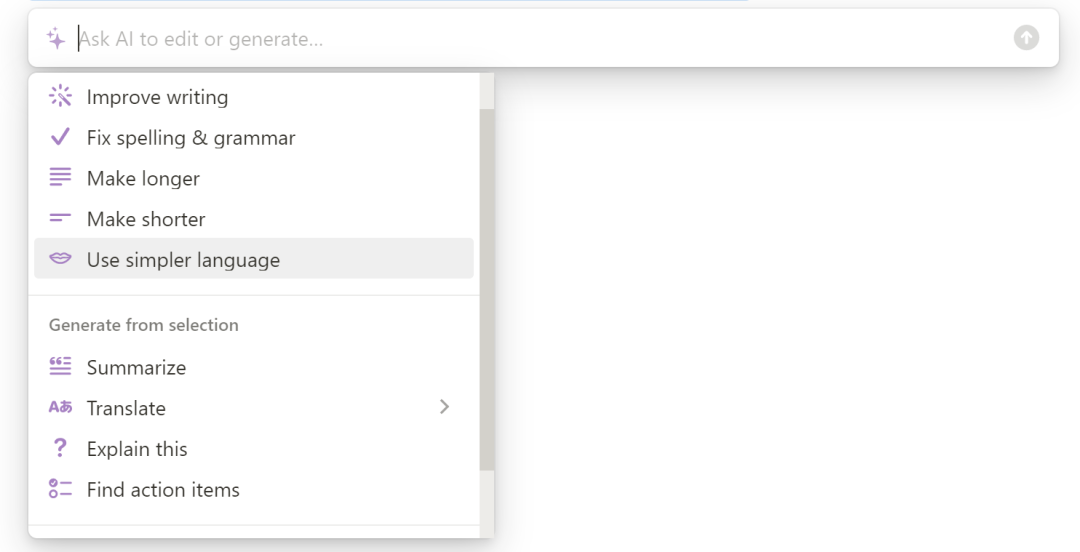 Ask AI to edit or generate...
Improve writing
Fix spelling & grammar
Make longer
Make shorter
Use simpler language
Generate from selection
Summarize
Aあ Translate
? Explain this
Find action items